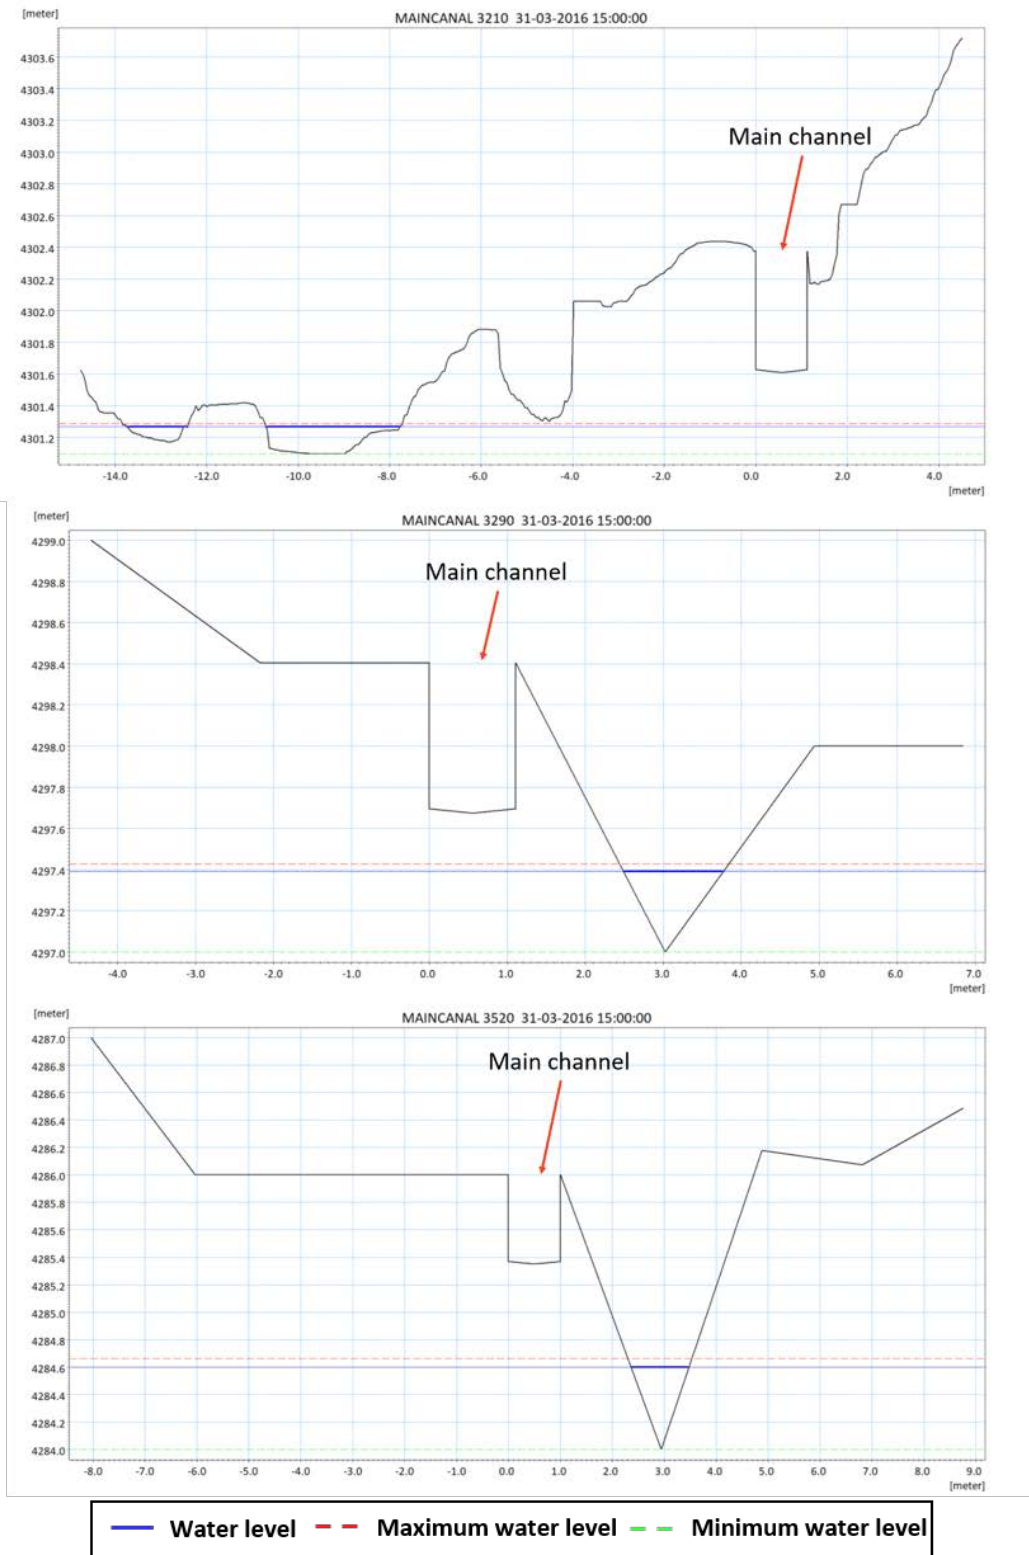 [meter]
MAINCANAL 3210 31-03-2016 15:00:00
4303.6
4303.4
4303.2
4303.0
4302.8
4302.6
4302.4
4302.2
4302.0
4301.8
4301.6
4301.4
4301.2
Main channel
-14.0 -12.0 -10.0 -8.0 -6.0 -4.0 -2.0 0.0 2.0 4.0
[meter]
[meter]
MAINCANAL 3290 31-03-2016 15:00:00
4299.0
4298.8
4298.6
4298.4
4298.2
4298.0
4297.8
4297.6
4297.4
4297.2
4297.0
Main channel
-4.0 -3.0 -2.0 -1.0 0.0 1.0 2.0 3.0 4.0 5.0 6.0 7.0
[meter]
[meter]
MAINCANAL 3520 31-03-2016 15:00:00
4287.0
4286.8
4286.6
4286.4
4286.2
4286.0
4285.8
4285.6
4285.4
4285.2
4285.0
4284.8
4284.6
4284.4
4284.2
4284.0
Main channel
-8.0 -7.0 -6.0 -5.0 -4.0 -3.0 -2.0 -1.0 0.0 1.0 2.0 3.0 4.0 5.0 6.0 7.0 8.0 9.0
[meter]
Water level Maximum water level Minimum water level